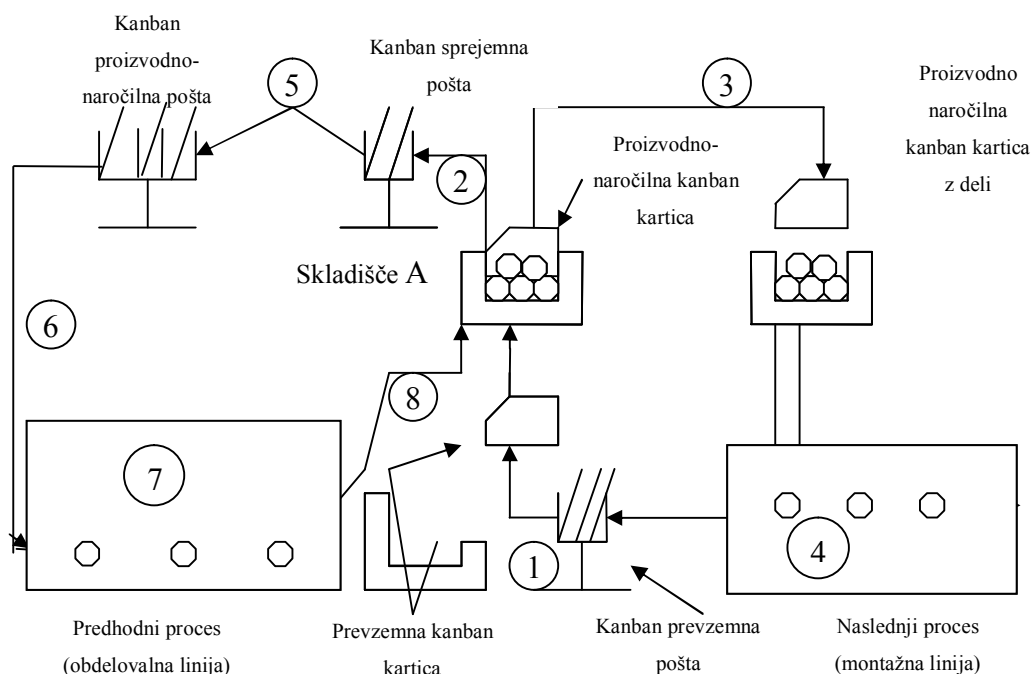 Kanban
proizvodno-
naročilna pošta
5
Kanban sprejemna
pošta
3
Proizvodno
naročilna
kanban kartica
z deli
2
Proizvodno-
naročilna kanban
kartica
Skladišče A
6
8
7
1
4
Predhodni proces
(obdelovalna linija)
Prevzemna kanban
kartica
Kanban prevzemna
pošta
Naslednji proces
(montažna linija)